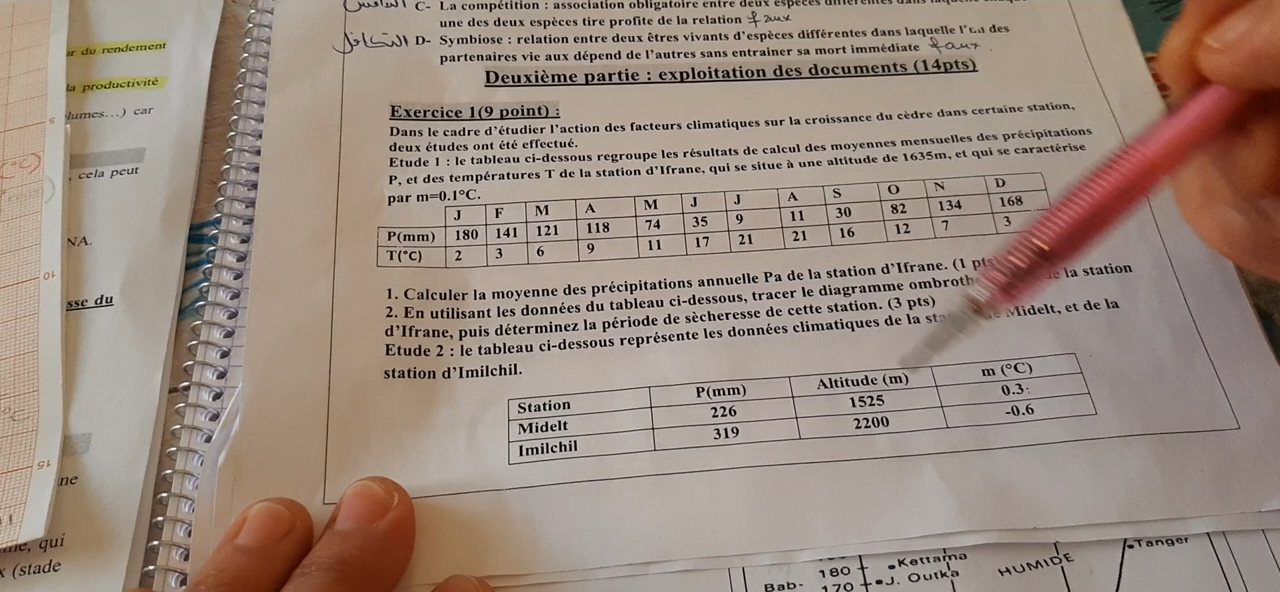 C- La compétition : association obligatoire entre deux espèces différentes dans
une des deux espèces tire profite de la relation faux
D- Symbiose : relation entre deux êtres vivants d'espèces différentes dans laquelle l'un des
partenaires vie aux dépend de l'autres sans entrainer sa mort immédiate faux.
Deuxième partie : exploitation des documents (14pts)
Exercice 1(9 point) :
Dans le cadre d'étudier l'action des facteurs climatiques sur la croissance du cèdre dans certaine station,
deux études ont été effectué.
Etude 1 : le tableau ci-dessous regroupe les résultats de calcul des moyennes mensuelles des précipitations
P, et des températures T de la station d'Ifrane, qui se situe à une altitude de 1635m, et qui se caractérise
par m=0.1°C.
J F M A M J J A S O N D
P(mm) 180 141 121 118 74 35 9 11 30 82 134 168
T(°C) 2 3 6 9 11 17 21 21 16 12 7 3
1. Calculer la moyenne des précipitations annuelle Pa de la station d'Ifrane. (1 pts
2. En utilisant les données du tableau ci-dessous, tracer le diagramme ombroth la station
d'Ifrane, puis déterminez la période de sècheresse de cette station. (3 pts)
Etude 2 : le tableau ci-dessous représente les données climatiques de la sta Midelt, et de la
station d'Imilchil.
Station P(mm) Altitude (m) m (°C)
Midelt 226 1525 0.3
Imilchil 319 2200 -0.6
ur du rendement
la productivité
lumes...) car
, cela peut
NA.
sse du
ne
qui
x (stade
5
10
15
°C
Bab-
180
170
Kettama
J. Outka
HUMIDE
Tanger